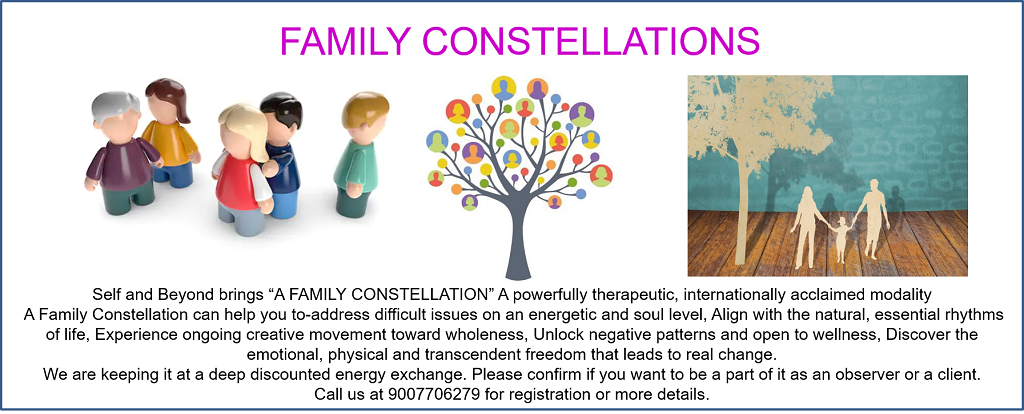 FAMILY CONSTELLATIONS
Self and Beyond brings “A FAMILY CONSTELLATION” A powerfully therapeutic, internationally acclaimed modality
A Family Constellation can help you to-address difficult issues on an energetic and soul level, Align with the natural, essential rhythms
of life, Experience ongoing creative movement toward wholeness, Unlock negative patterns and open to wellness, Discover the
emotional, physical and transcendent freedom that leads to real change.
We are keeping it at a deep discounted energy exchange. Please confirm if you want to be a part of it as an observer or a client.
Call us at 9007706279 for registration or more details.